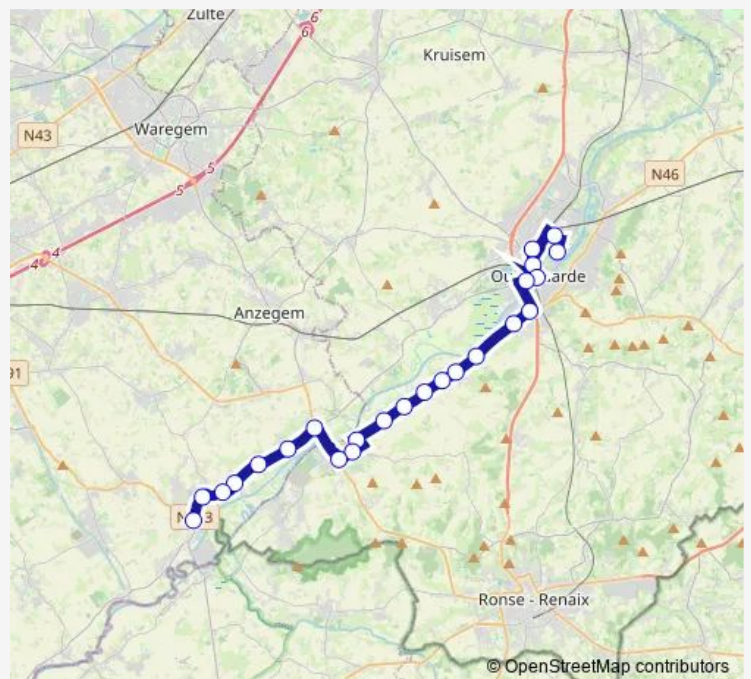 Zulte
6
6
Kruisem
N43
Waregem
5
5
N46
4
4
Ou
arde
Anzegem
91
N
3
Ronse - Renaix
© OpenStreetMap contributors